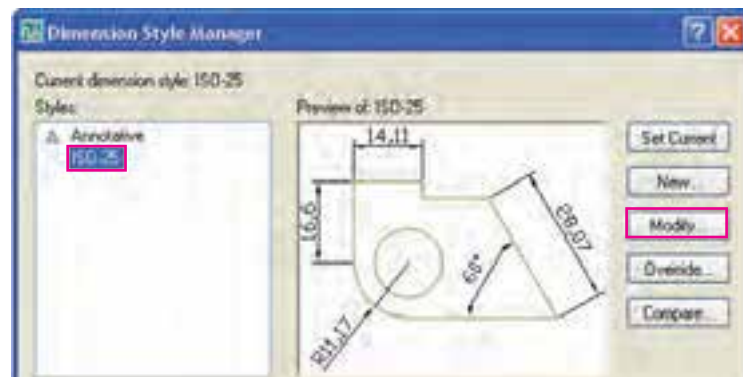 Dimension Style Manager
Current dimension style: ISO-25
Styles:
Annotative
ISO-25
Preview of: ISO-25
14,11
16,6
28,07
60°
R11,17
Set Current
New...
Modify...
Override...
Compare...